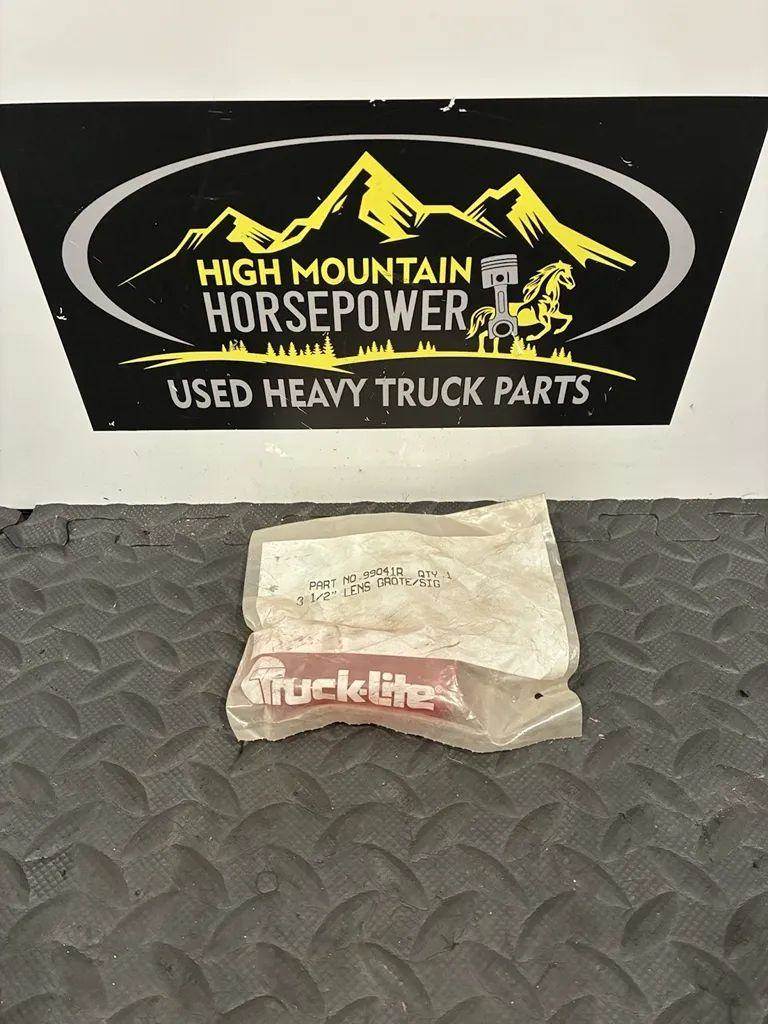 HIGH MOUNTAIN
HORSEPOWER
USED HEAVY TRUCK PARTS
PART NO.99041R QTY 1
3 1/2" LENS GROTE/SIG
Truck-Lite®